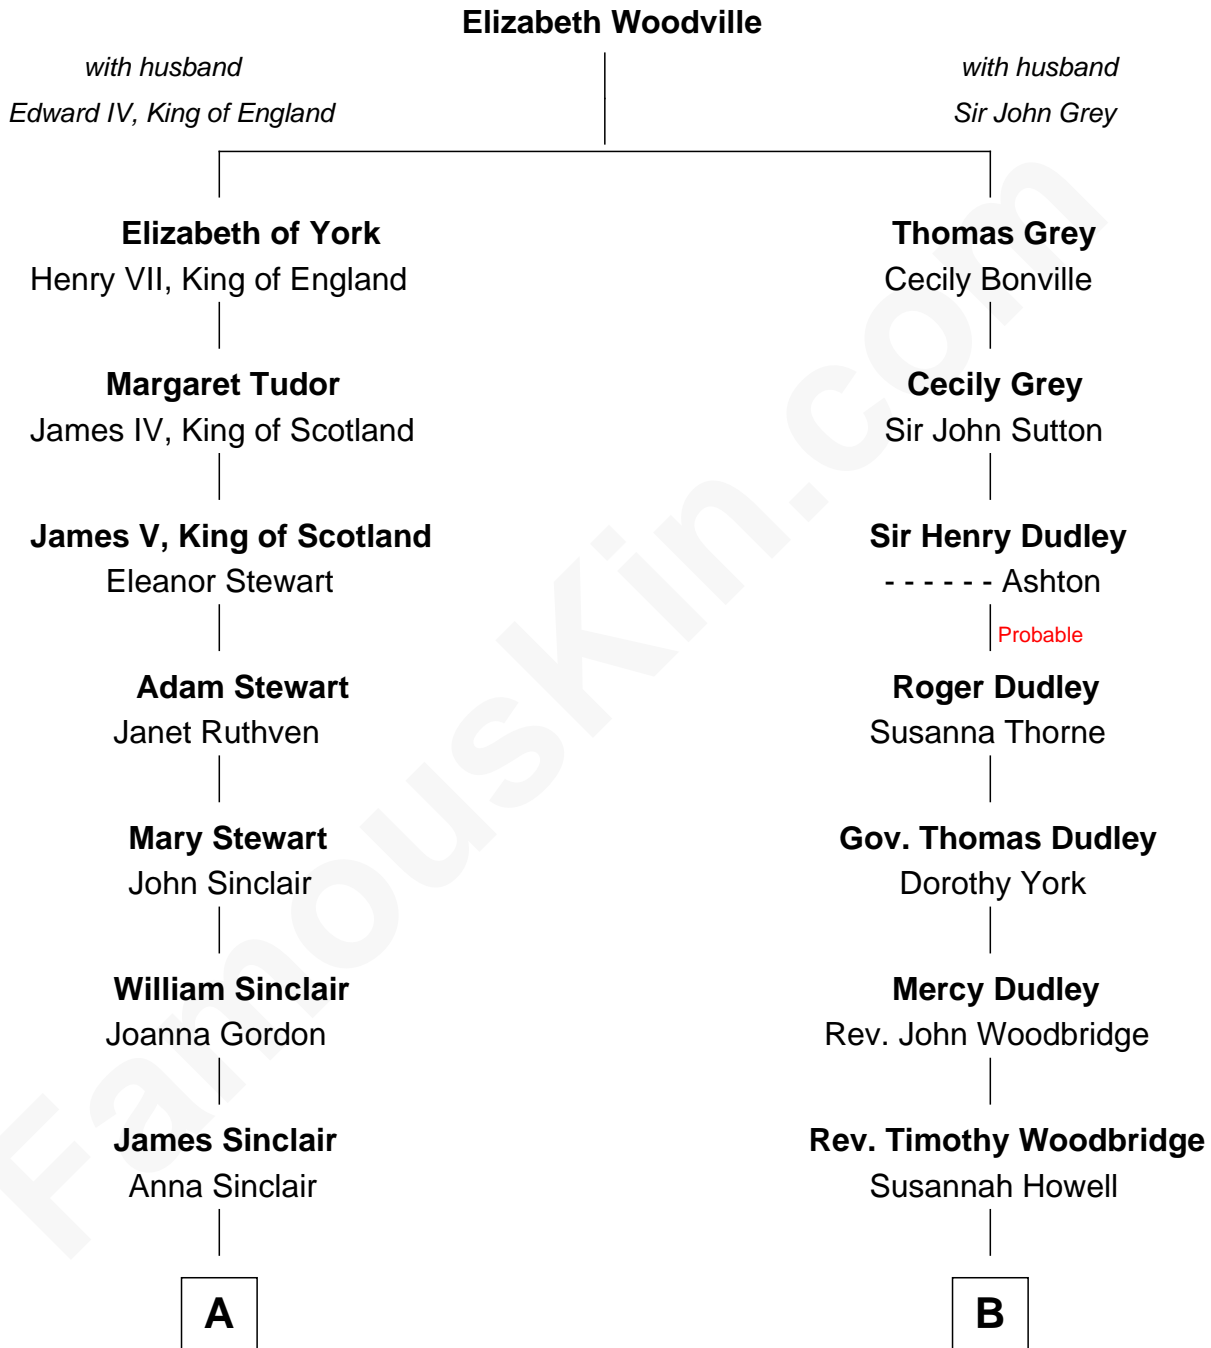 Elizabeth Woodville
with husband
Edward IV, King of England
with husband
Sir John Grey
Elizabeth of York
Henry VII, King of England
Thomas Grey
Cecily Bonville
Margaret Tudor
James IV, King of Scotland
Cecily Grey
Sir John Sutton
James V, King of Scotland
Eleanor Stewart
Sir Henry Dudley
- - - - - - Ashton
Probable
Adam Stewart
Janet Ruthven
Roger Dudley
Susanna Thorne
Mary Stewart
John Sinclair
Gov. Thomas Dudley
Dorothy York
William Sinclair
Joanna Gordon
Mercy Dudley
Rev. John Woodbridge
James Sinclair
Anna Sinclair
Rev. Timothy Woodbridge
Susannah Howell
A
B
FamousKin.com